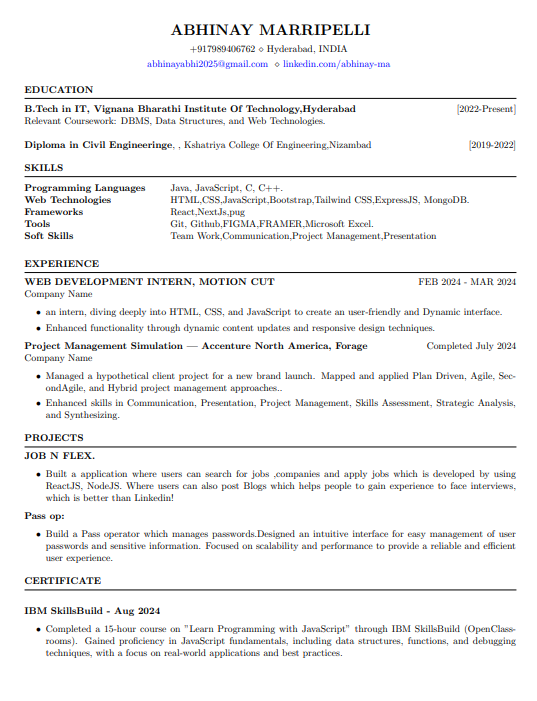 ABHINAY MARRIPELLI
+917989406762 ⋄ Hyderabad, INDIA
abhinayabhi2025@gmail.com ⋄ linkedin.com/abhinay-ma
EDUCATION
B.Tech in IT, Vignana Bharathi Institute Of Technology,Hyderabad [2022-Present]
Relevant Coursework: DBMS, Data Structures, and Web Technologies.
Diploma in Civil Engineeringe, , Kshatriya College Of Engineering,Nizambad [2019-2022]
SKILLS
Programming Languages Java, JavaScript, C, C++.
Web Technologies HTML,CSS,JavaScript,Bootstrap,Tailwind CSS,ExpressJS, MongoDB.
Frameworks React,NextJs,pug
Tools Git, Github,FIGMA,FRAMER,Microsoft Excel.
Soft Skills Team Work,Communication,Project Management,Presentation
EXPERIENCE
WEB DEVELOPMENT INTERN, MOTION CUT FEB 2024 - MAR 2024
Company Name
• an intern, diving deeply into HTML, CSS, and JavaScript to create an user-friendly and Dynamic interface.
• Enhanced functionality through dynamic content updates and responsive design techniques.
Project Management Simulation — Accenture North America, Forage Completed July 2024
Company Name
• Managed a hypothetical client project for a new brand launch. Mapped and applied Plan Driven, Agile, Sec-
ondAgile, and Hybrid project management approaches..
• Enhanced skills in Communication, Presentation, Project Management, Skills Assessment, Strategic Analysis,
and Synthesizing.
PROJECTS
JOB N FLEX.
• Built a application where users can search for jobs ,companies and apply jobs which is developed by using
ReactJS, NodeJS. Where users can also post Blogs which helps people to gain experience to face interviews,
which is better than Linkedin!
Pass op:
• Build a Pass operator which manages passwords.Designed an intuitive interface for easy management of user
passwords and sensitive information. Focused on scalability and performance to provide a reliable and efficient
user experience.
CERTIFICATE
IBM SkillsBuild - Aug 2024
• Completed a 15-hour course on ”Learn Programming with JavaScript” through IBM SkillsBuild (OpenClass-
rooms). Gained proficiency in JavaScript fundamentals, including data structures, functions, and debugging
techniques, with a focus on real-world applications and best practices.